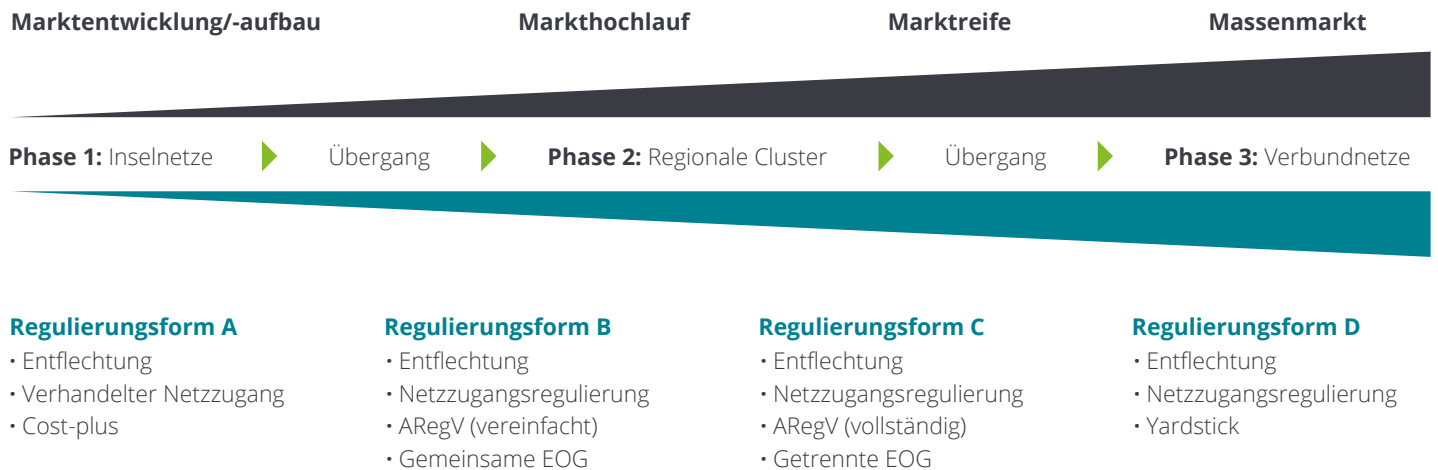 Marktentwicklung/-aufbau Markthochlauf Marktreife Massenmarkt
Phase 1: Inselnetze Übergang Phase 2: Regionale Cluster Übergang Phase 3: Verbundnetze
Regulierungsform A
· Entflechtung
· Verhandelter Netzzugang
· Cost-plus
Regulierungsform B
· Entflechtung
· Netzzugangsregulierung
· ARegV (vereinfacht)
· Gemeinsame EOG
Regulierungsform C
· Entflechtung
· Netzzugangsregulierung
· ARegV (vollständig)
· Getrennte EOG
Regulierungsform D
· Entflechtung
· Netzzugangsregulierung
· Yardstick